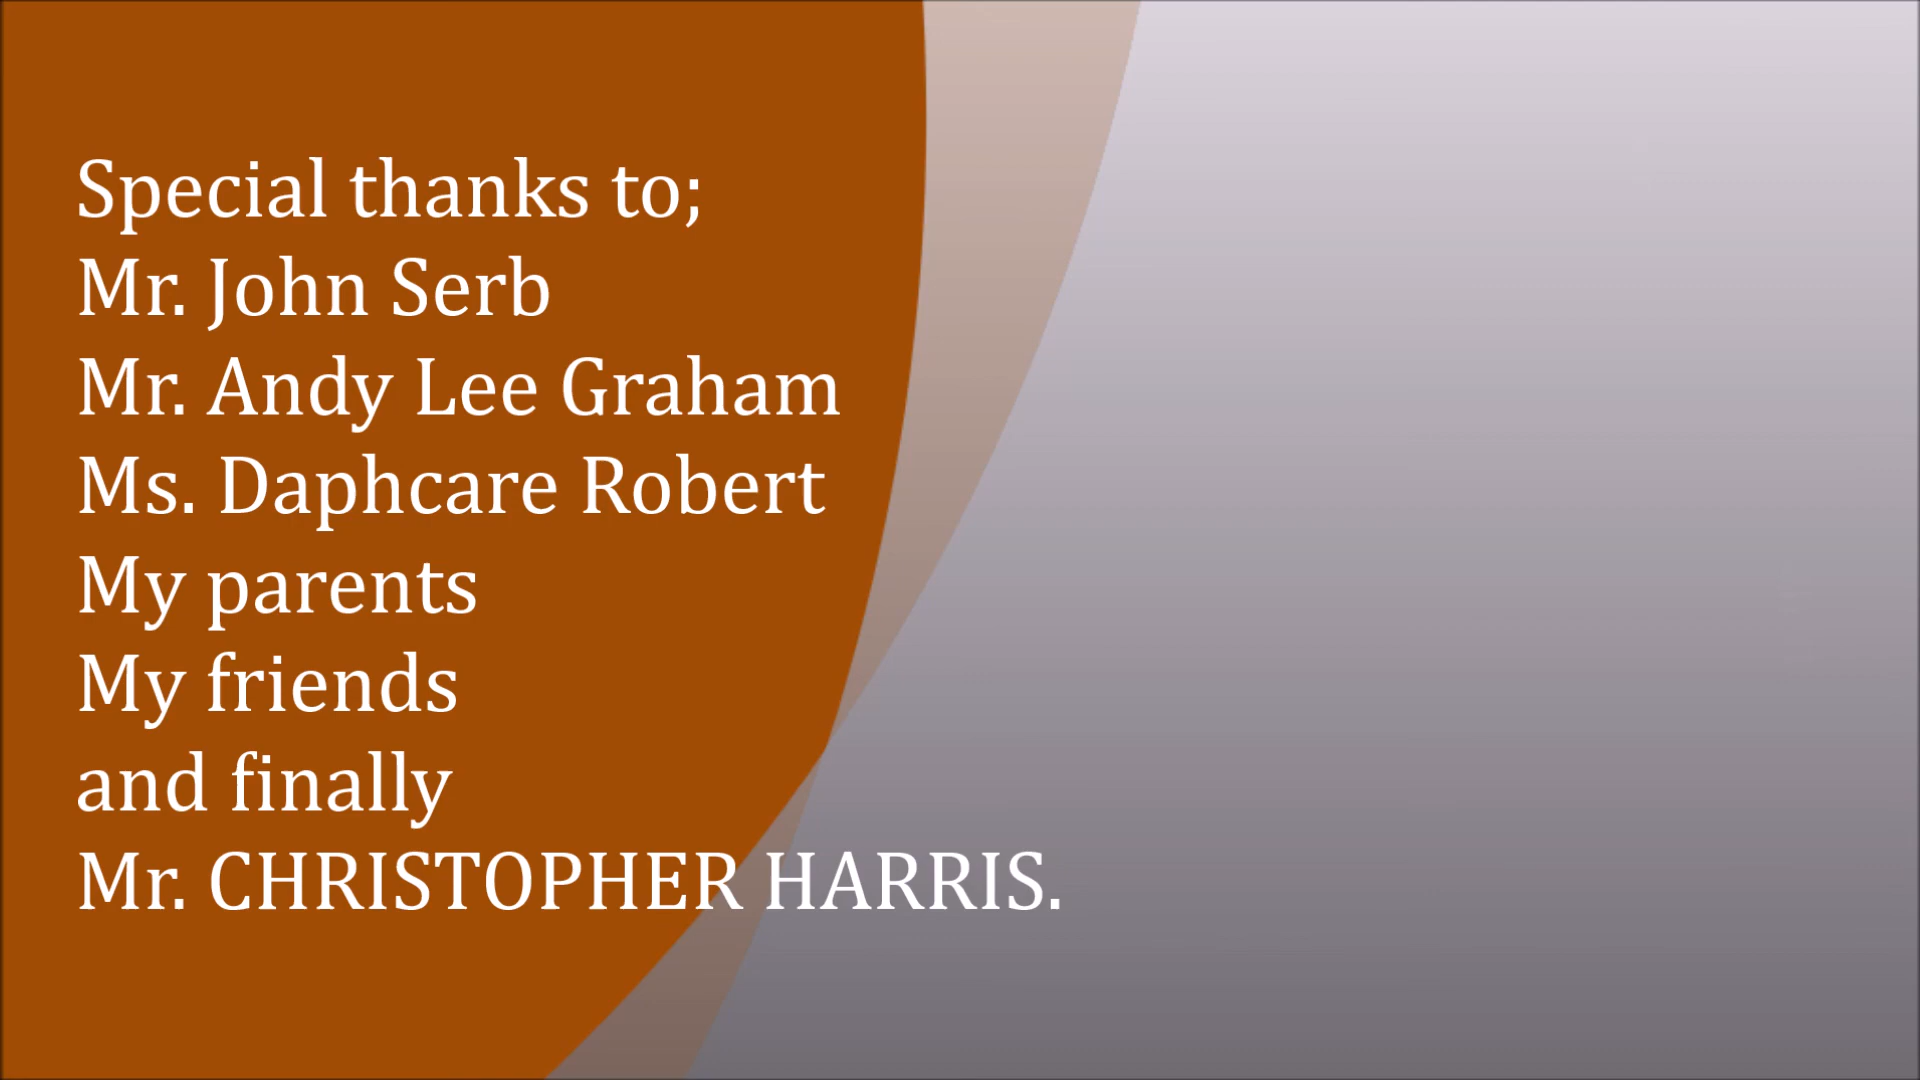 Special thanks to;
Mr. John Serb
Mr. Andy Lee Graham
Ms. Daphcare Robert
My parents
My friends
and finally
Mr. CHRISTOPHER HARRIS.